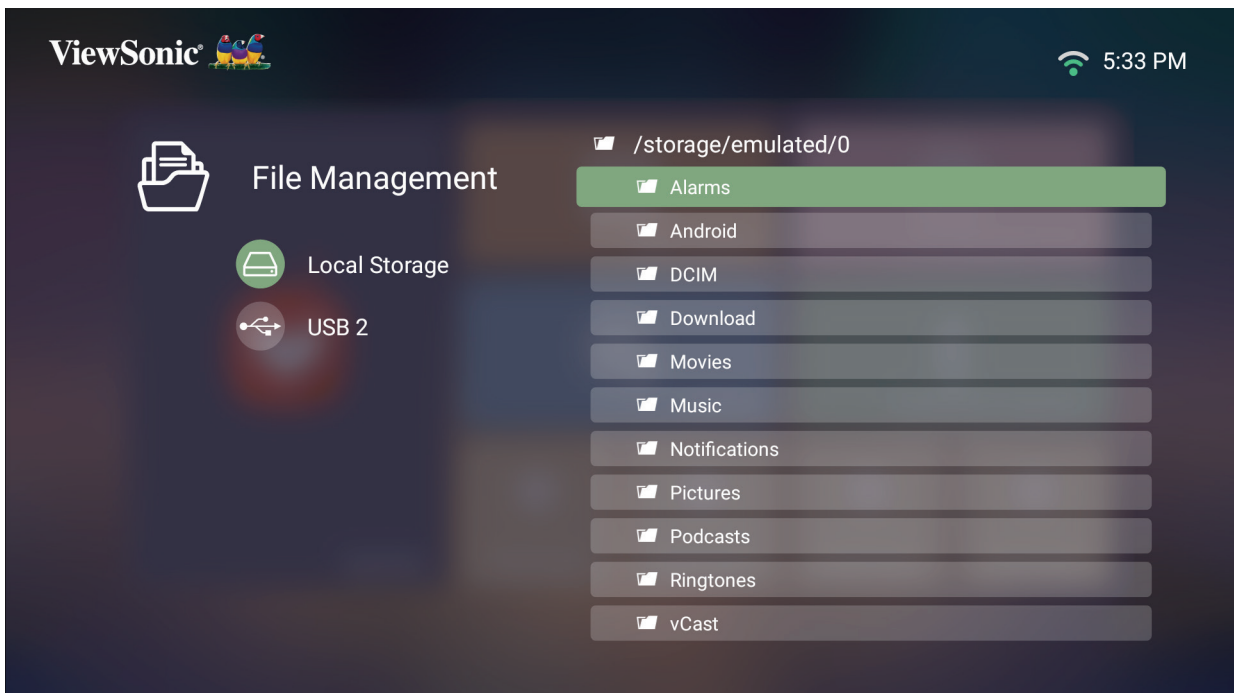 ViewSonic®
5:33 PM
File Management
Local Storage
USB 2
/storage/emulated/0
Alarms
Android
DCIM
Download
Movies
Music
Notifications
Pictures
Podcasts
Ringtones
vCast